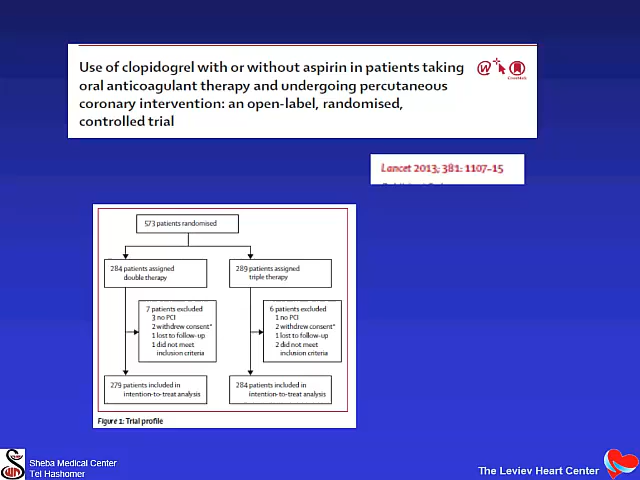 Use of clopidogrel with or without aspirin in patients taking
oral anticoagulant therapy and undergoing percutaneous
coronary intervention: an open-label, randomised,
controlled trial
CrossMark
Lancet 2013; 381: 1107–15
573 patients randomised
284 patients assigned
double therapy
289 patients assigned
triple therapy
7 patients excluded
3 no PCI
2 withdrew consent*
1 lost to follow-up
1 did not meet
inclusion criteria
6 patients excluded
1 no PCI
2 withdrew consent*
1 lost to follow-up
2 did not meet
inclusion criteria
279 patients included in
intention-to-treat analysis
284 patients included in
intention-to-treat analysis
Figure 1: Trial profile
Sheba Medical Center
Tel Hashomer
The Leviev Heart Center